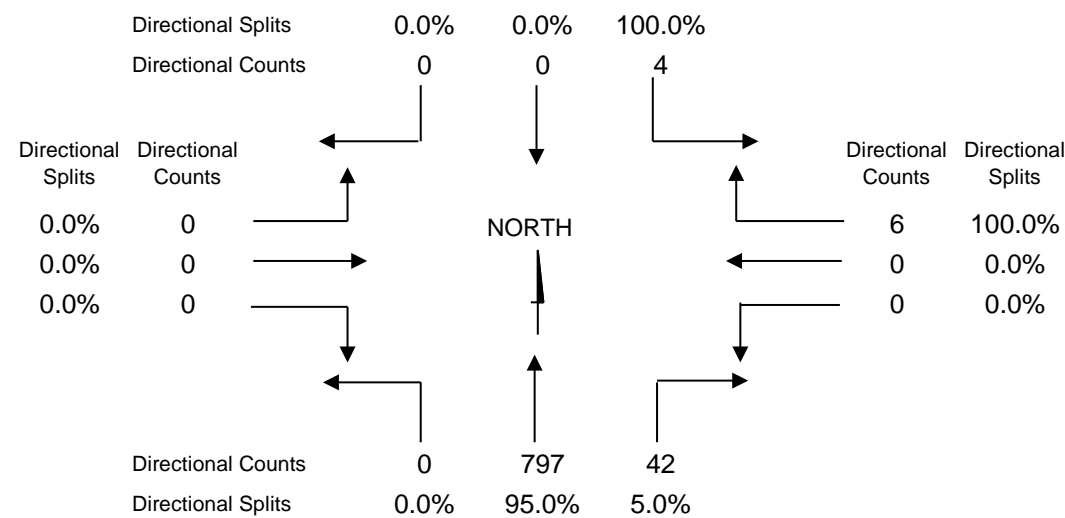 Directional Splits 0.0% 0.0% 100.0%
Directional Counts 0 0 4
Directional Directional Directional Directional
Splits Counts Counts Splits
0.0% 0 NORTH 6 100.0%
0.0% 0 0 0.0%
0.0% 0 0 0.0%
Directional Counts 0 797 42
Directional Splits 0.0% 95.0% 5.0%